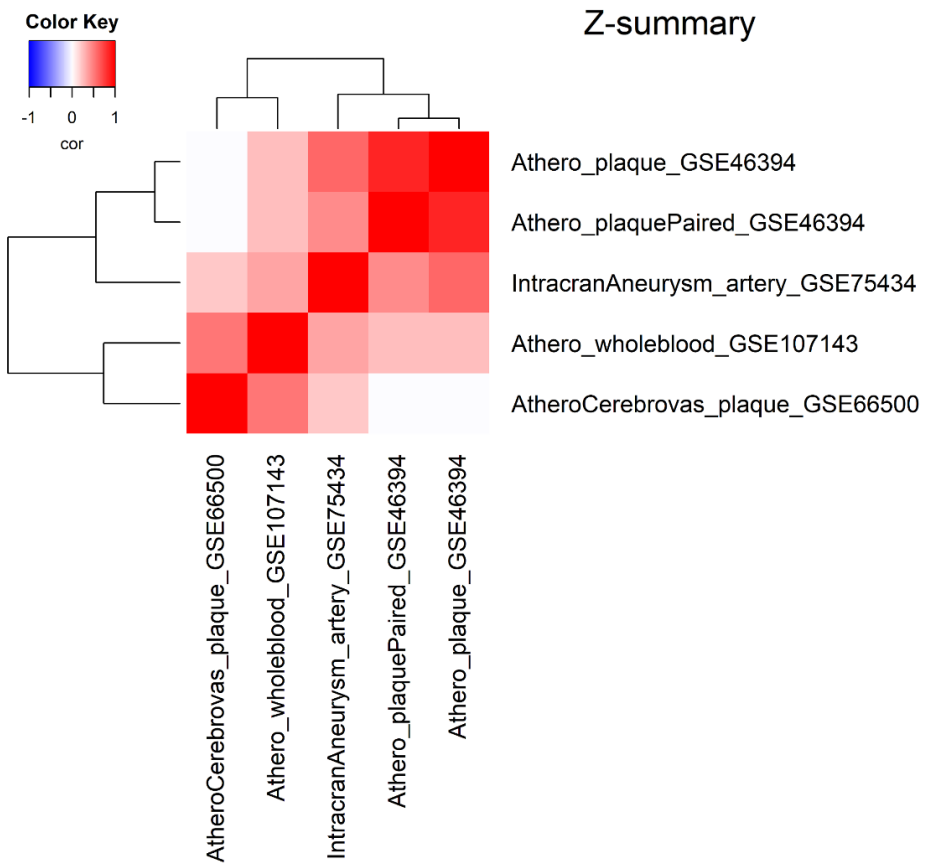 Color Key
-1 0 1
cor
Z-summary
Athero_plaque_GSE46394
Athero_plaquePaired_GSE46394
IntracranAneurysm_artery_GSE75434
Athero_wholeblood_GSE107143
AtheroCerebrovas_plaque_GSE66500
AtheroCerebrovas_plaque_GSE66500
Athero_wholeblood_GSE107143
IntracranAneurysm_artery_GSE75434
Athero_plaquePaired_GSE46394
Athero_plaque_GSE46394